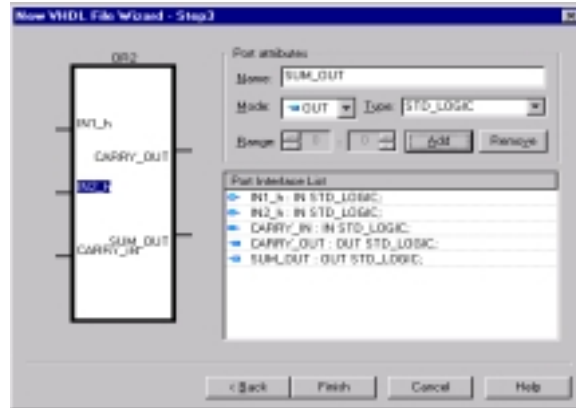 New VHDL File Wizard - Step3
OR2
IN1_h
CARRY_OUT
IN2_h
SUM_OUT
CARRY_IN
Port attributes
Name: SUM_OUT
Mode: OUT Type: STD_LOGIC
Range 0 : 0 Add Remove
Port Interface List
IN1_h : IN STD_LOGIC;
IN2_h : IN STD_LOGIC;
CARRY_IN : IN STD_LOGIC;
CARRY_OUT : OUT STD_LOGIC;
SUM_OUT : OUT STD_LOGIC;
< Back Finish Cancel Help